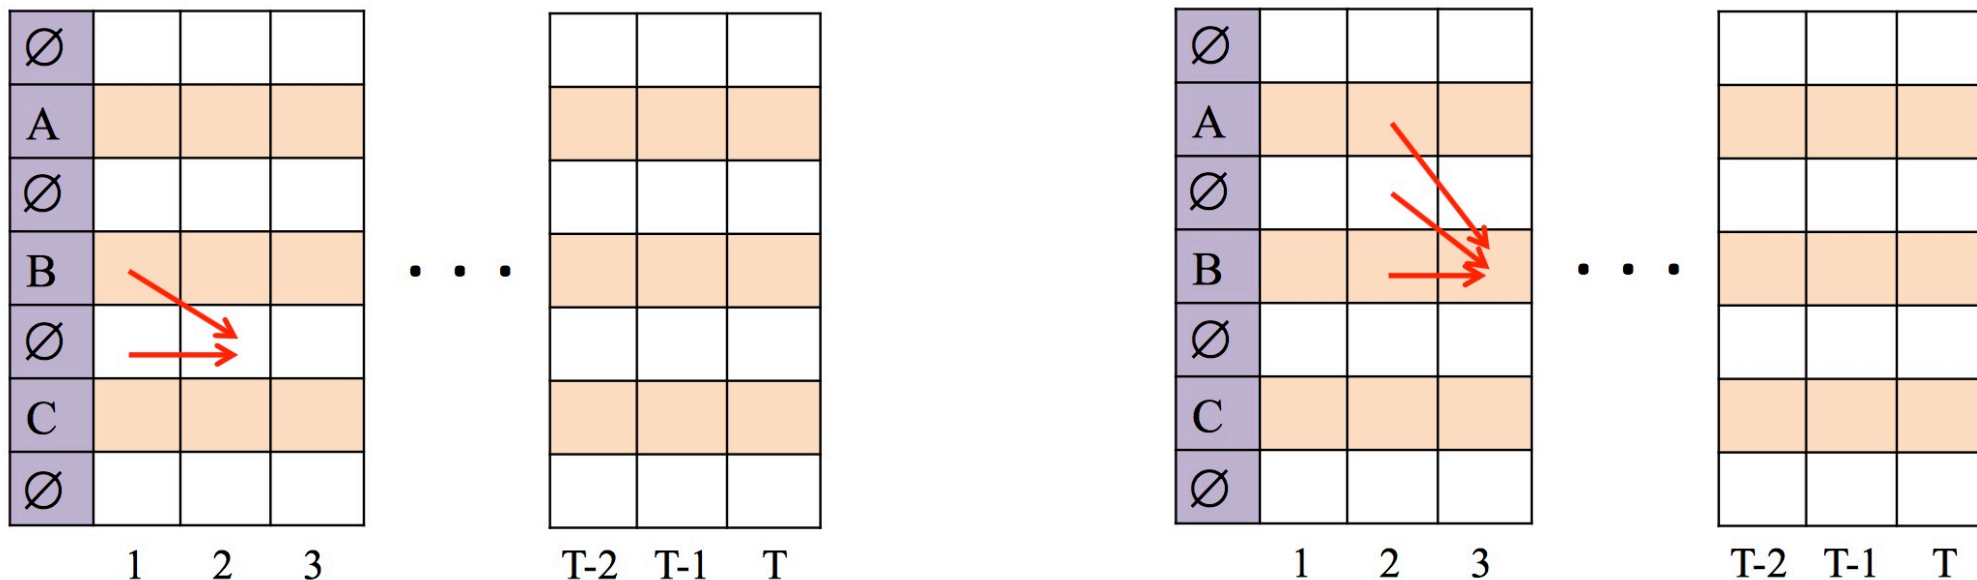 ∅ ∅
A A
∅ ∅
B . . . B . . .
∅ ∅
C C
∅ ∅
1 2 3 T-2 T-1 T 1 2 3 T-2 T-1 T